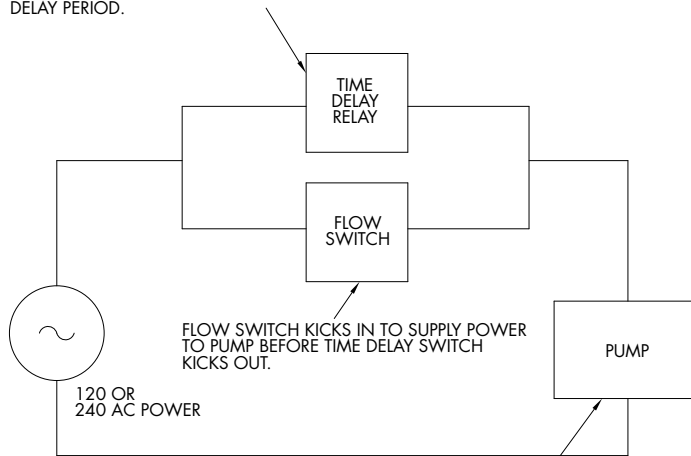 DELAY PERIOD.
TIME
DELAY
RELAY
FLOW
SWITCH
FLOW SWITCH KICKS IN TO SUPPLY POWER
TO PUMP BEFORE TIME DELAY SWITCH
KICKS OUT.
PUMP
120 OR
240 AC POWER